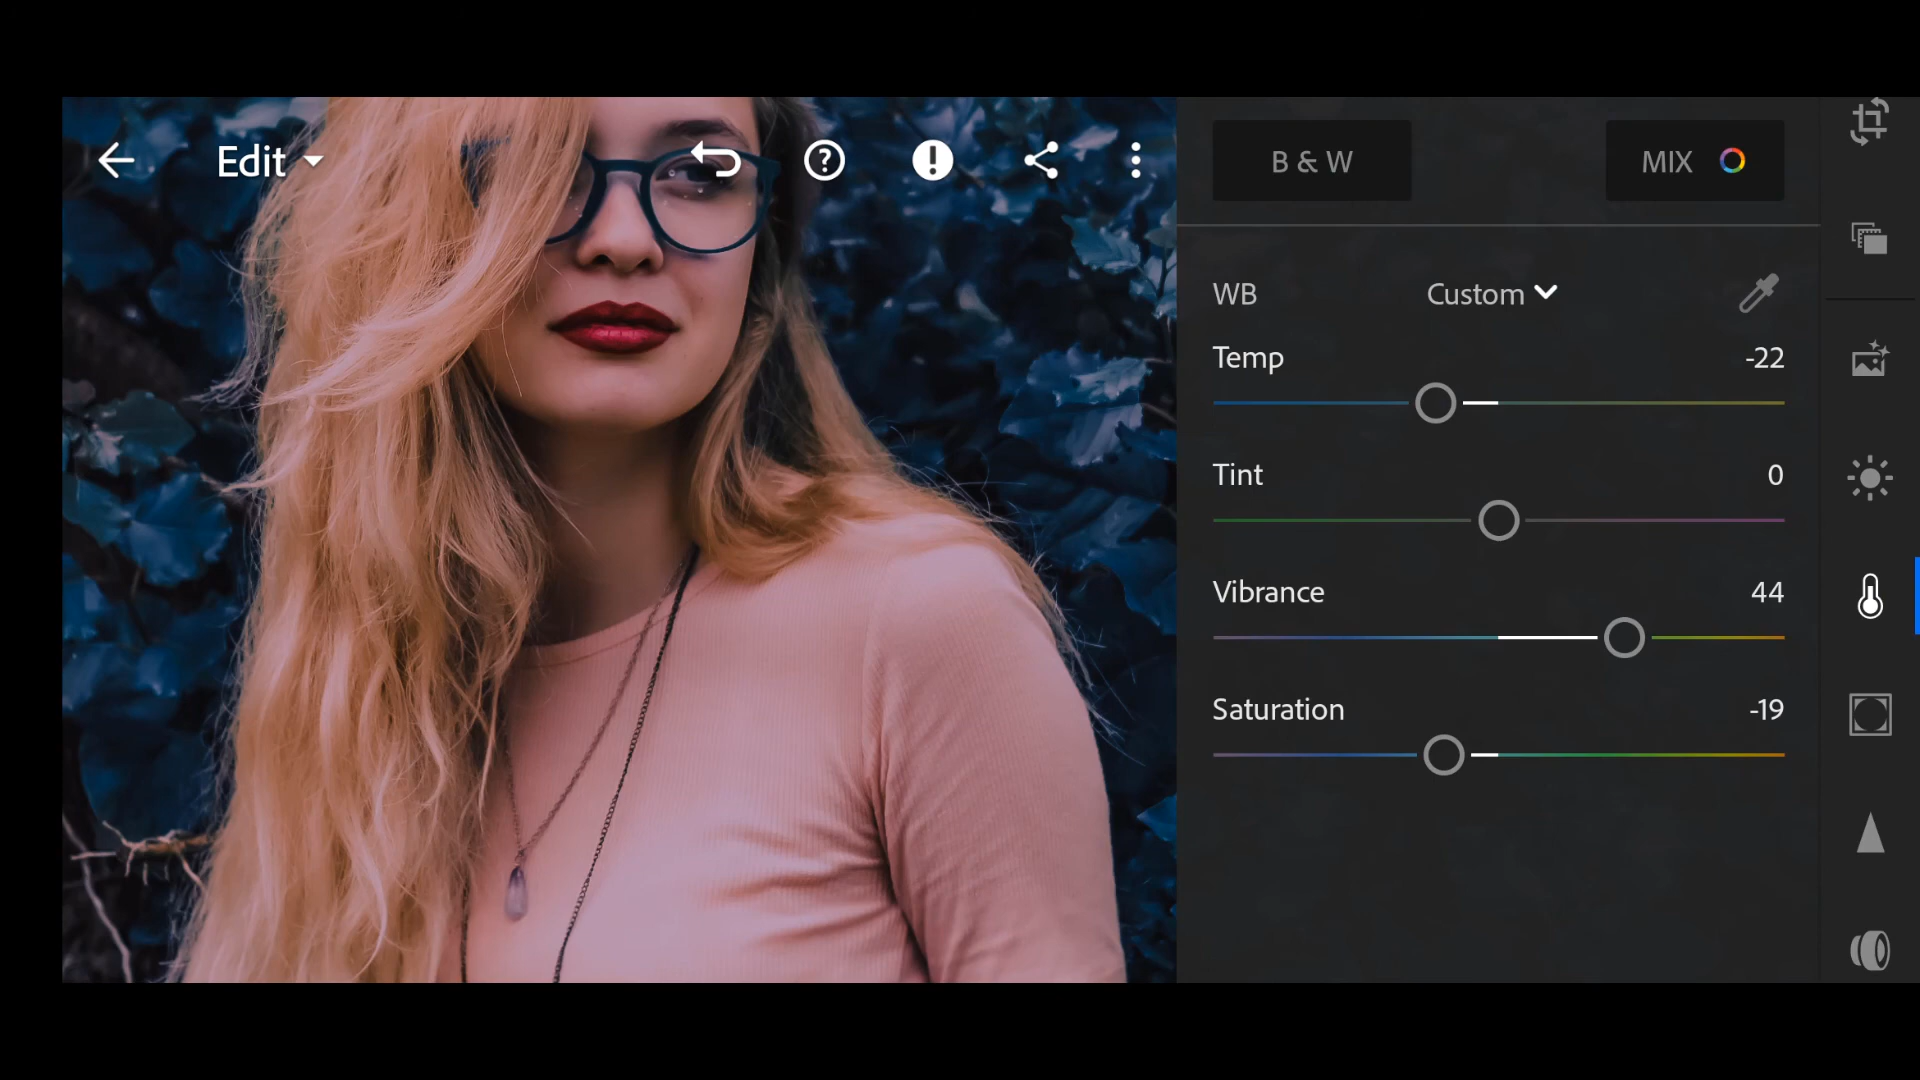 Edit
B & W
MIX
WB Custom
Temp -22
Tint 0
Vibrance 44
Saturation -19